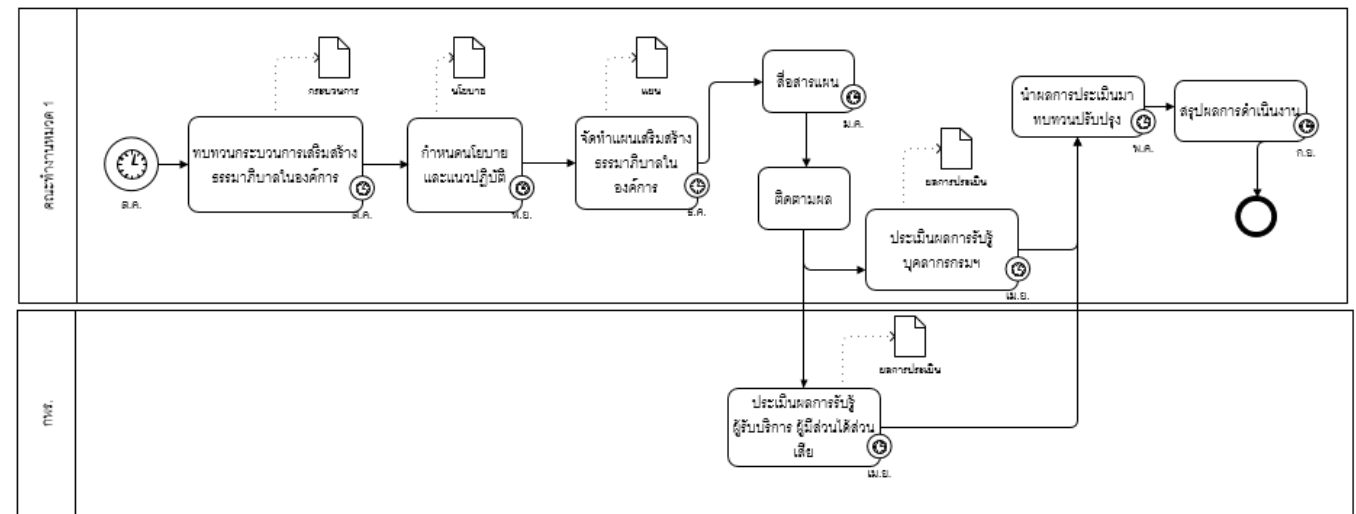 คณะทำงานหมวด 1
ต.ค.
กระบวนการ
ทบทวนกระบวนการเสริมสร้าง
ธรรมาภิบาลในองค์การ
ต.ค.
นโยบาย
กำหนดนโยบาย
และแนวปฏิบัติ
พ.ย.
แผน
จัดทำแผนเสริมสร้าง
ธรรมาภิบาลใน
องค์การ
ธ.ค.
สื่อสารแผน
ม.ค.
ติดตามผล
ผลการประเมิน
ประเมินผลการรับรู้
บุคลากรกรมฯ
เม.ย.
นำผลการประเมินมา
ทบทวนปรับปรุง
พ.ค.
สรุปผลการดำเนินงาน
ก.ย.
กพร.
ผลการประเมิน
ประเมินผลการรับรู้
ผู้รับบริการ ผู้มีส่วนได้ส่วน
เสีย
เม.ย.